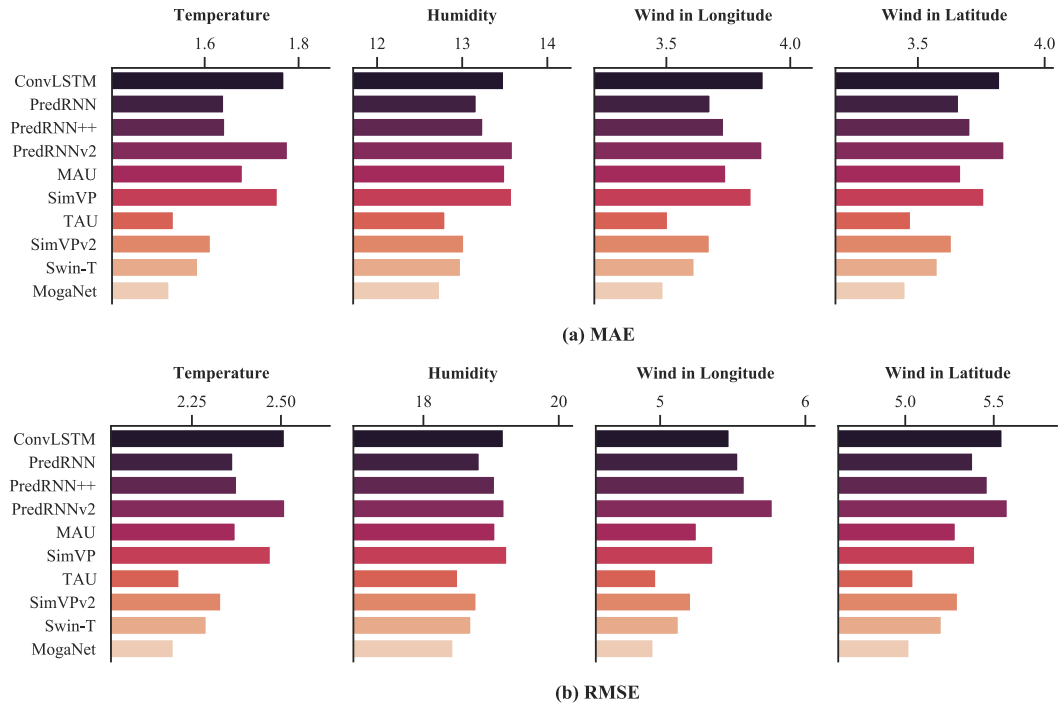 Temperature Humidity Wind in Longitude Wind in Latitude
1.6 1.8 12 13 14 3.5 4.0 3.5 4.0
ConvLSTM
PredRNN
PredRNN++
PredRNNv2
MAU
SimVP
TAU
SimVPv2
Swin-T
MogaNet
(a) MAE
Temperature Humidity Wind in Longitude Wind in Latitude
2.25 2.50 18 20 5 6 5.0 5.5
ConvLSTM
PredRNN
PredRNN++
PredRNNv2
MAU
SimVP
TAU
SimVPv2
Swin-T
MogaNet
(b) RMSE